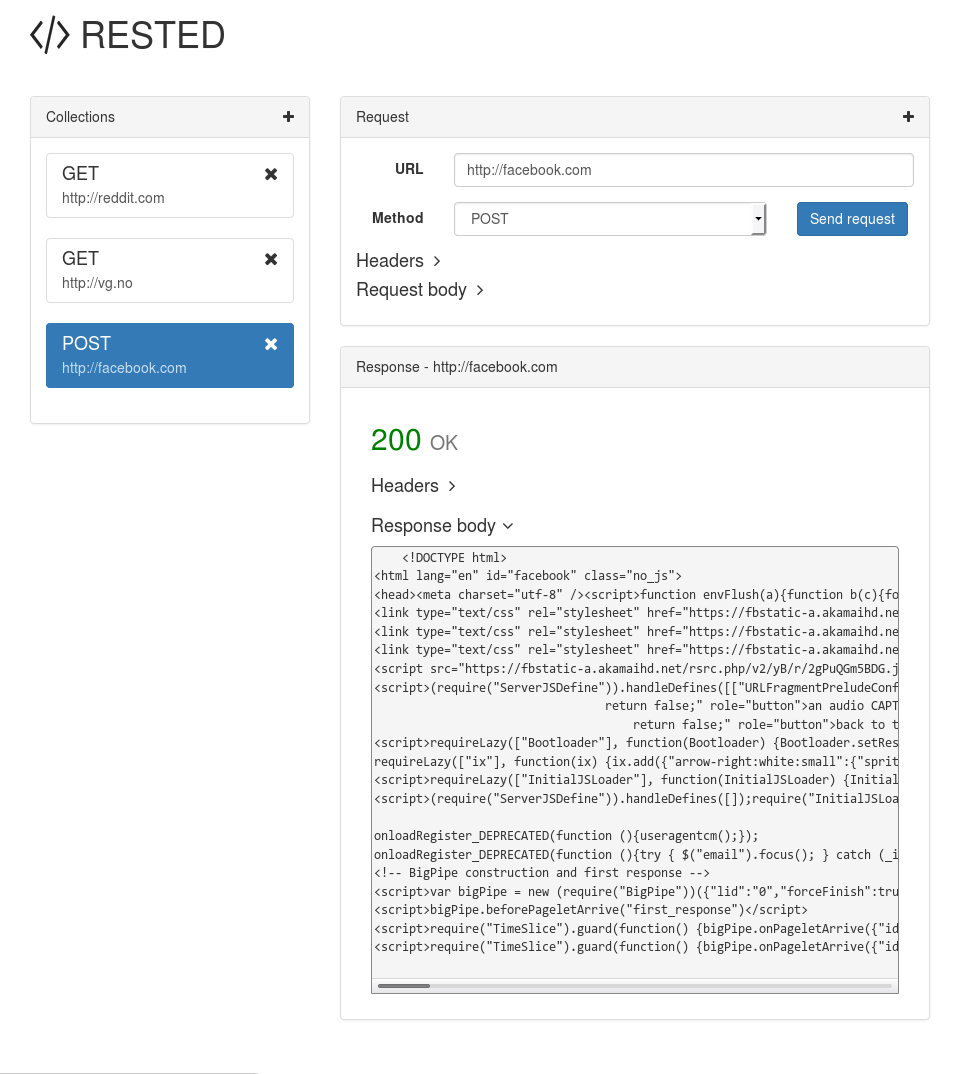 </> RESTED
Collections
GET
http://reddit.com
GET
http://vg.no
POST
http://facebook.com
Request
URL
http://facebook.com
Method
POST
Send request
Headers
Request body
Response - http://facebook.com
200 OK
Headers
Response body
<!DOCTYPE html>
<html lang="en" id="facebook" class="no_js">
<head><meta charset="utf-8" /><script>function envFlush(a){function b(c){fo
<link type="text/css" rel="stylesheet" href="https://fbstatic-a.akamaihd.ne
<link type="text/css" rel="stylesheet" href="https://fbstatic-a.akamaihd.ne
<link type="text/css" rel="stylesheet" href="https://fbstatic-a.akamaihd.ne
<script src="https://fbstatic-a.akamaihd.net/rsrc.php/v2/yB/r/2gPuQGm5BDG.j
<script>(require("ServerJSDefine")).handleDefines([["URLFragmentPreludeConf
return false;" role="button">an audio CAPT
return false;" role="button">back to t
<script>requireLazy(["Bootloader"], function(Bootloader) {Bootloader.setRes
requireLazy(["ix"], function(ix) {ix.add({"arrow-right:white:small":{"sprit
<script>requireLazy(["InitialJSLoader"], function(InitialJSLoader) {Initial
<script>(require("ServerJSDefine")).handleDefines([]);require("InitialJSLoa
onloadRegister_DEPRECATED(function (){useragentcm();});
onloadRegister_DEPRECATED(function (){try { $("email").focus(); } catch (_i
<!-- BigPipe construction and first response -->
<script>var bigPipe = new (require("BigPipe"))({"lid":"0","forceFinish":tru
<script>bigPipe.beforePageletArrive("first_response")</script>
<script>require("TimeSlice").guard(function() {bigPipe.onPageletArrive({"id
<script>require("TimeSlice").guard(function() {bigPipe.onPageletArrive({"id